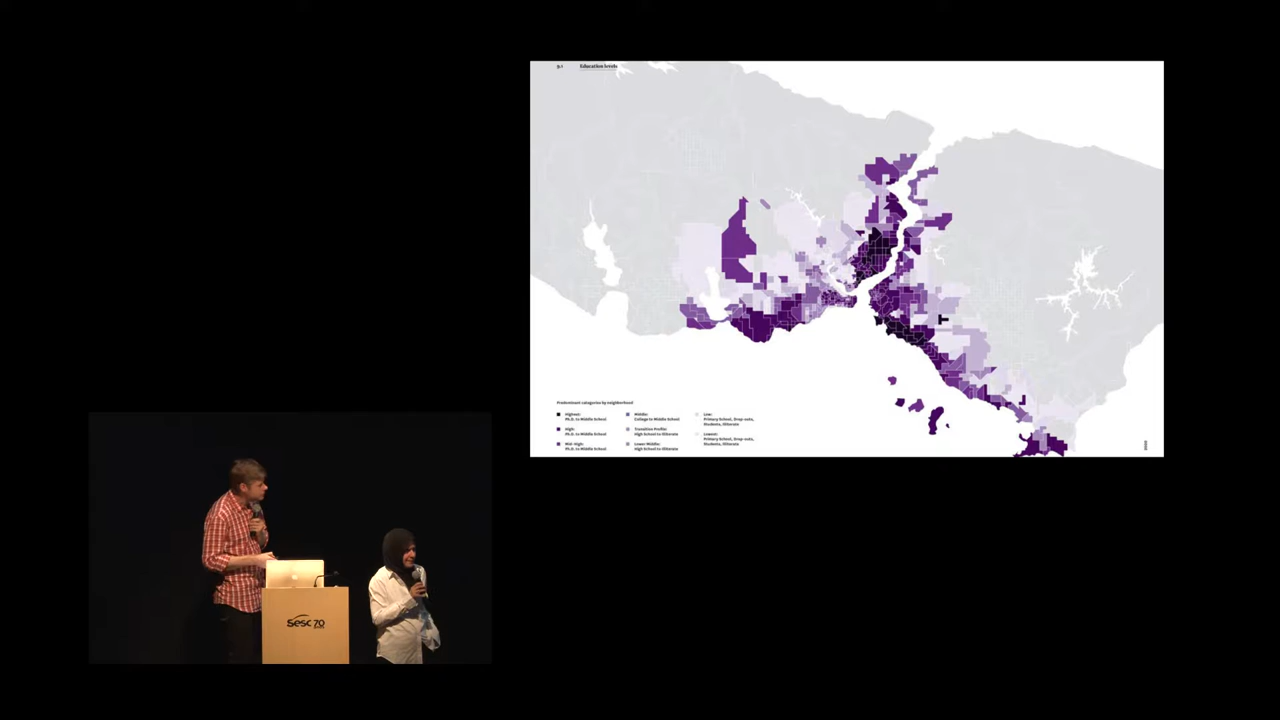 9.1 Education levels
Predominant categories by neighborhood
Highest:
Ph.D. to Middle School
High:
Ph.D. to Middle School
Mid-High:
Ph.D. to Middle School
Middle:
College to Middle School
Transition Profile:
High School to Illiterate
Lower Middle:
High School to Illiterate
Low:
Primary School, Drop-outs,
Students, Illiterate
Lowest:
Primary School, Drop-outs,
Students, Illiterate
sesc 70